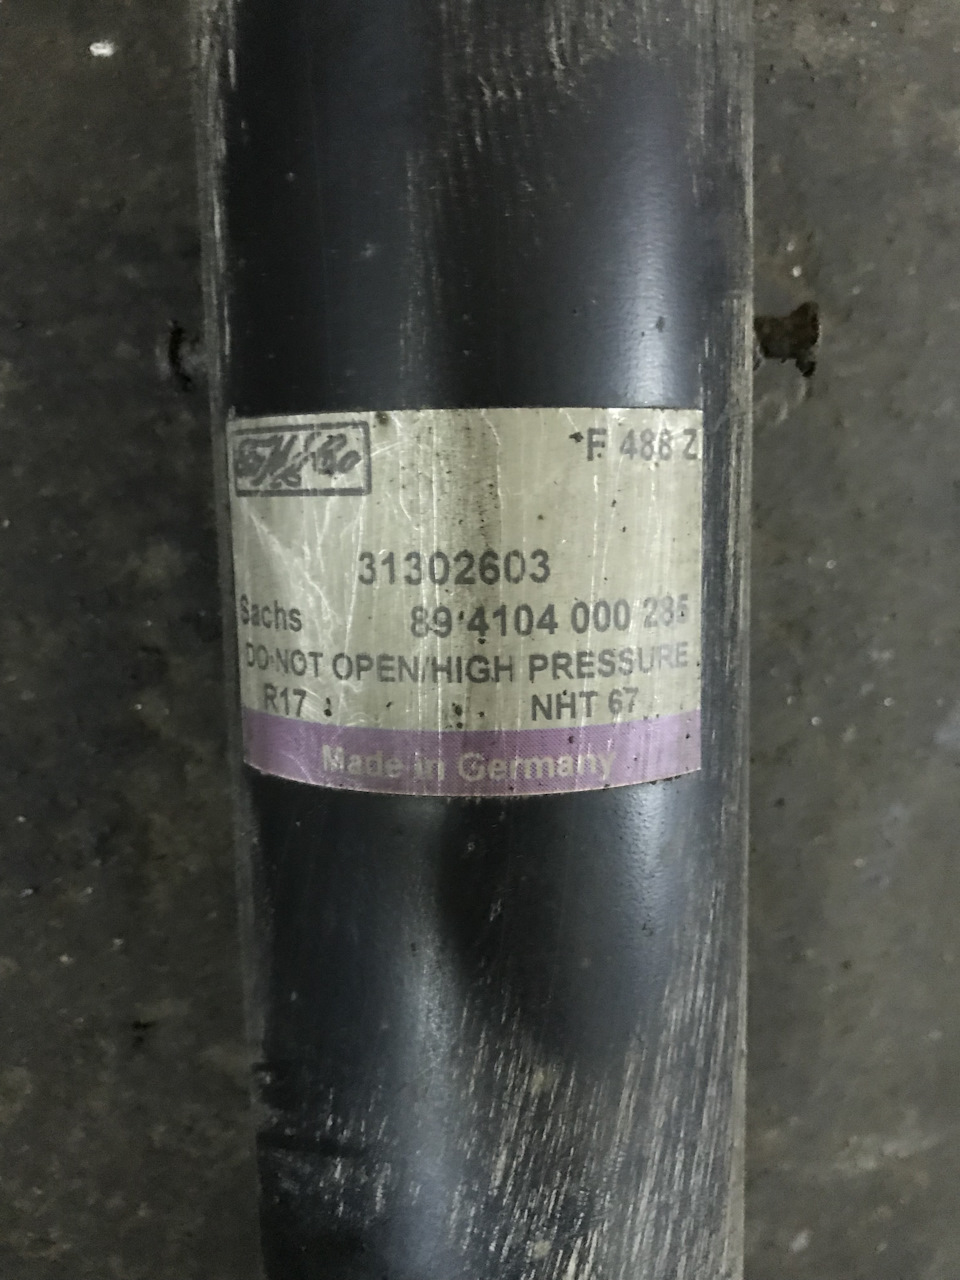 F 488 Z
31302603
Sachs 89 4104 000 285
DO NOT OPEN/HIGH PRESSURE
R17 NHT 67
Made in Germany